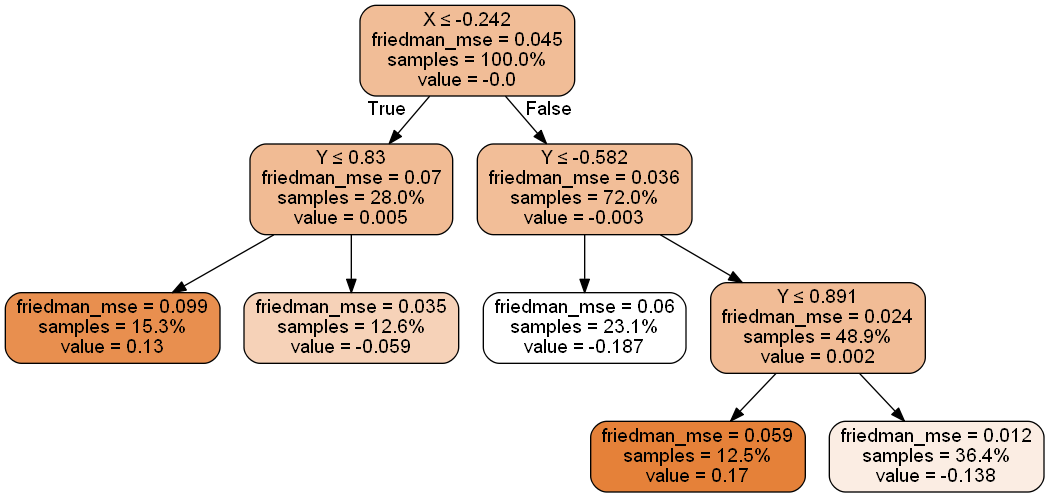 X ≤ -0.242
friedman_mse = 0.045
samples = 100.0%
value = -0.0
True
False
Y ≤ 0.83
friedman_mse = 0.07
samples = 28.0%
value = 0.005
Y ≤ -0.582
friedman_mse = 0.036
samples = 72.0%
value = -0.003
friedman_mse = 0.099
samples = 15.3%
value = 0.13
friedman_mse = 0.035
samples = 12.6%
value = -0.059
friedman_mse = 0.06
samples = 23.1%
value = -0.187
Y ≤ 0.891
friedman_mse = 0.024
samples = 48.9%
value = 0.002
friedman_mse = 0.059
samples = 12.5%
value = 0.17
friedman_mse = 0.012
samples = 36.4%
value = -0.138